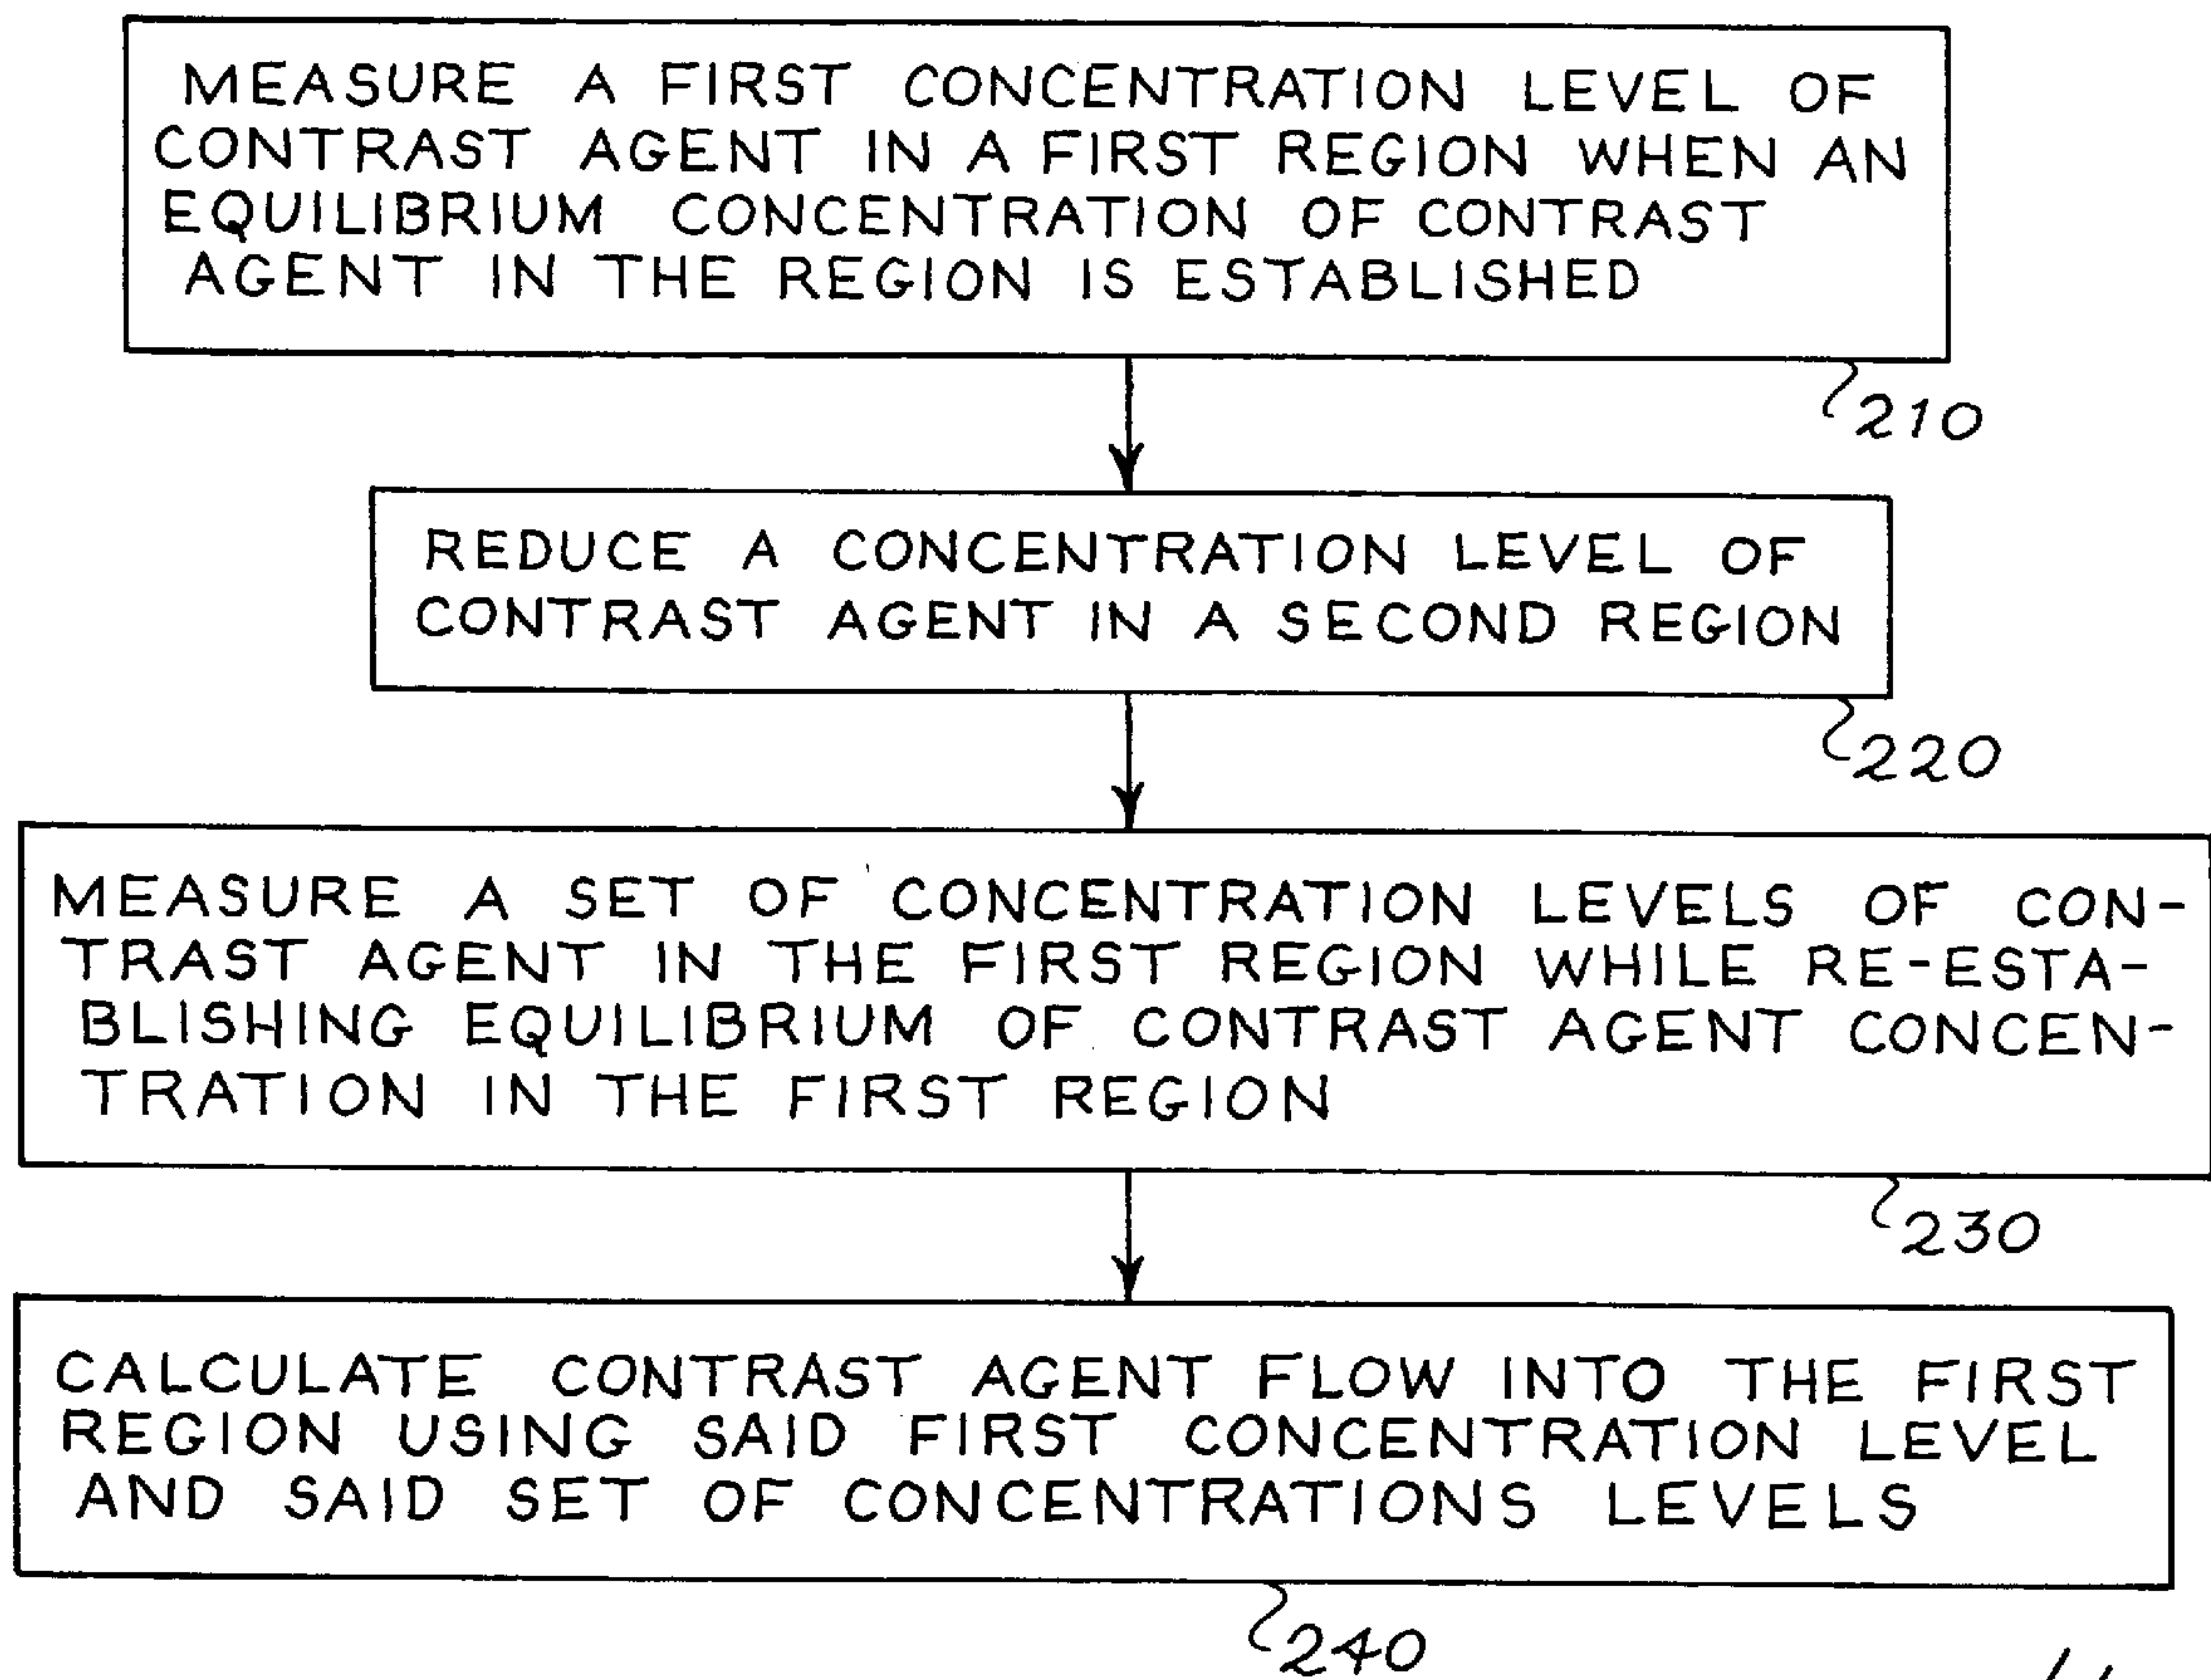 MEASURE A FIRST CONCENTRATION LEVEL OF
CONTRAST AGENT IN A FIRST REGION WHEN AN
EQUILIBRIUM CONCENTRATION OF CONTRAST
AGENT IN THE REGION IS ESTABLISHED
210
REDUCE A CONCENTRATION LEVEL OF
CONTRAST AGENT IN A SECOND REGION
220
MEASURE A SET OF CONCENTRATION LEVELS OF CON-
TRAST AGENT IN THE FIRST REGION WHILE RE-ESTA-
BLISHING EQUILIBRIUM OF CONTRAST AGENT CONCEN-
TRATION IN THE FIRST REGION
230
CALCULATE CONTRAST AGENT FLOW INTO THE FIRST
REGION USING SAID FIRST CONCENTRATION LEVEL
AND SAID SET OF CONCENTRATIONS LEVELS
240